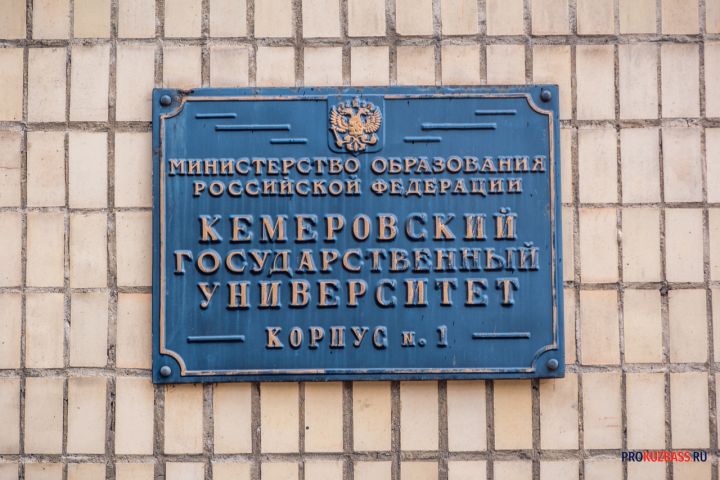 МИНИСТЕРСТВО ОБРАЗОВАНИЯ
РОССИЙСКОЙ ФЕДЕРАЦИИ
КЕМЕРОВСКИЙ
ГОСУДАРСТВЕННЫЙ
УНИВЕРСИТЕТ
КОРПУС № 1
PROKUZBASS.RU